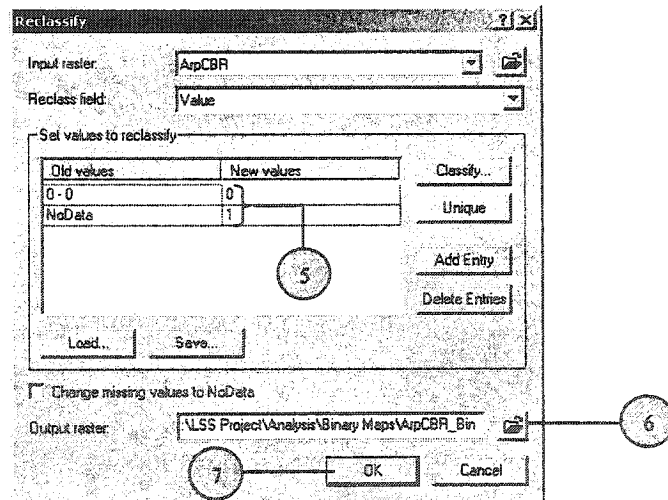 Reclassify
Input raster: ArpCBR
Reclass field: Value
Set values to reclassify
Old values New values
0 - 0 0
NoData 1
Classify...
Unique
Add Entry
Delete Entries
5
Load... Save...
Change missing values to NoData
Output raster: :\LSS Project\Analysis\Binary Maps\ArpCBR_Bin
6
7
OK Cancel